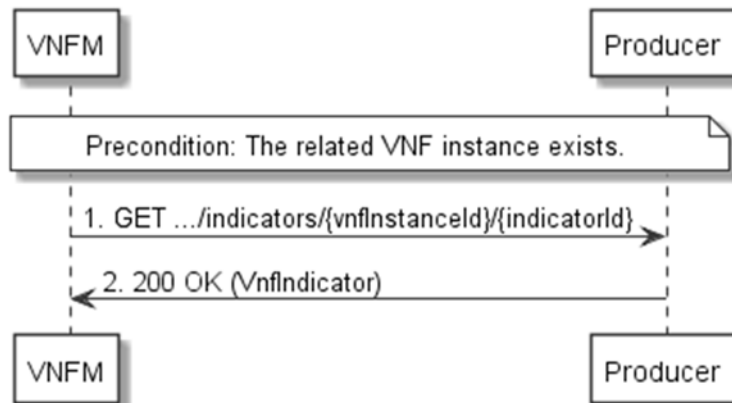 VNFM
Producer
Precondition: The related VNF instance exists.
1. GET .../indicators/{vnfInstanceId}/{indicatorId}
2. 200 OK (VnfIndicator)
VNFM
Producer